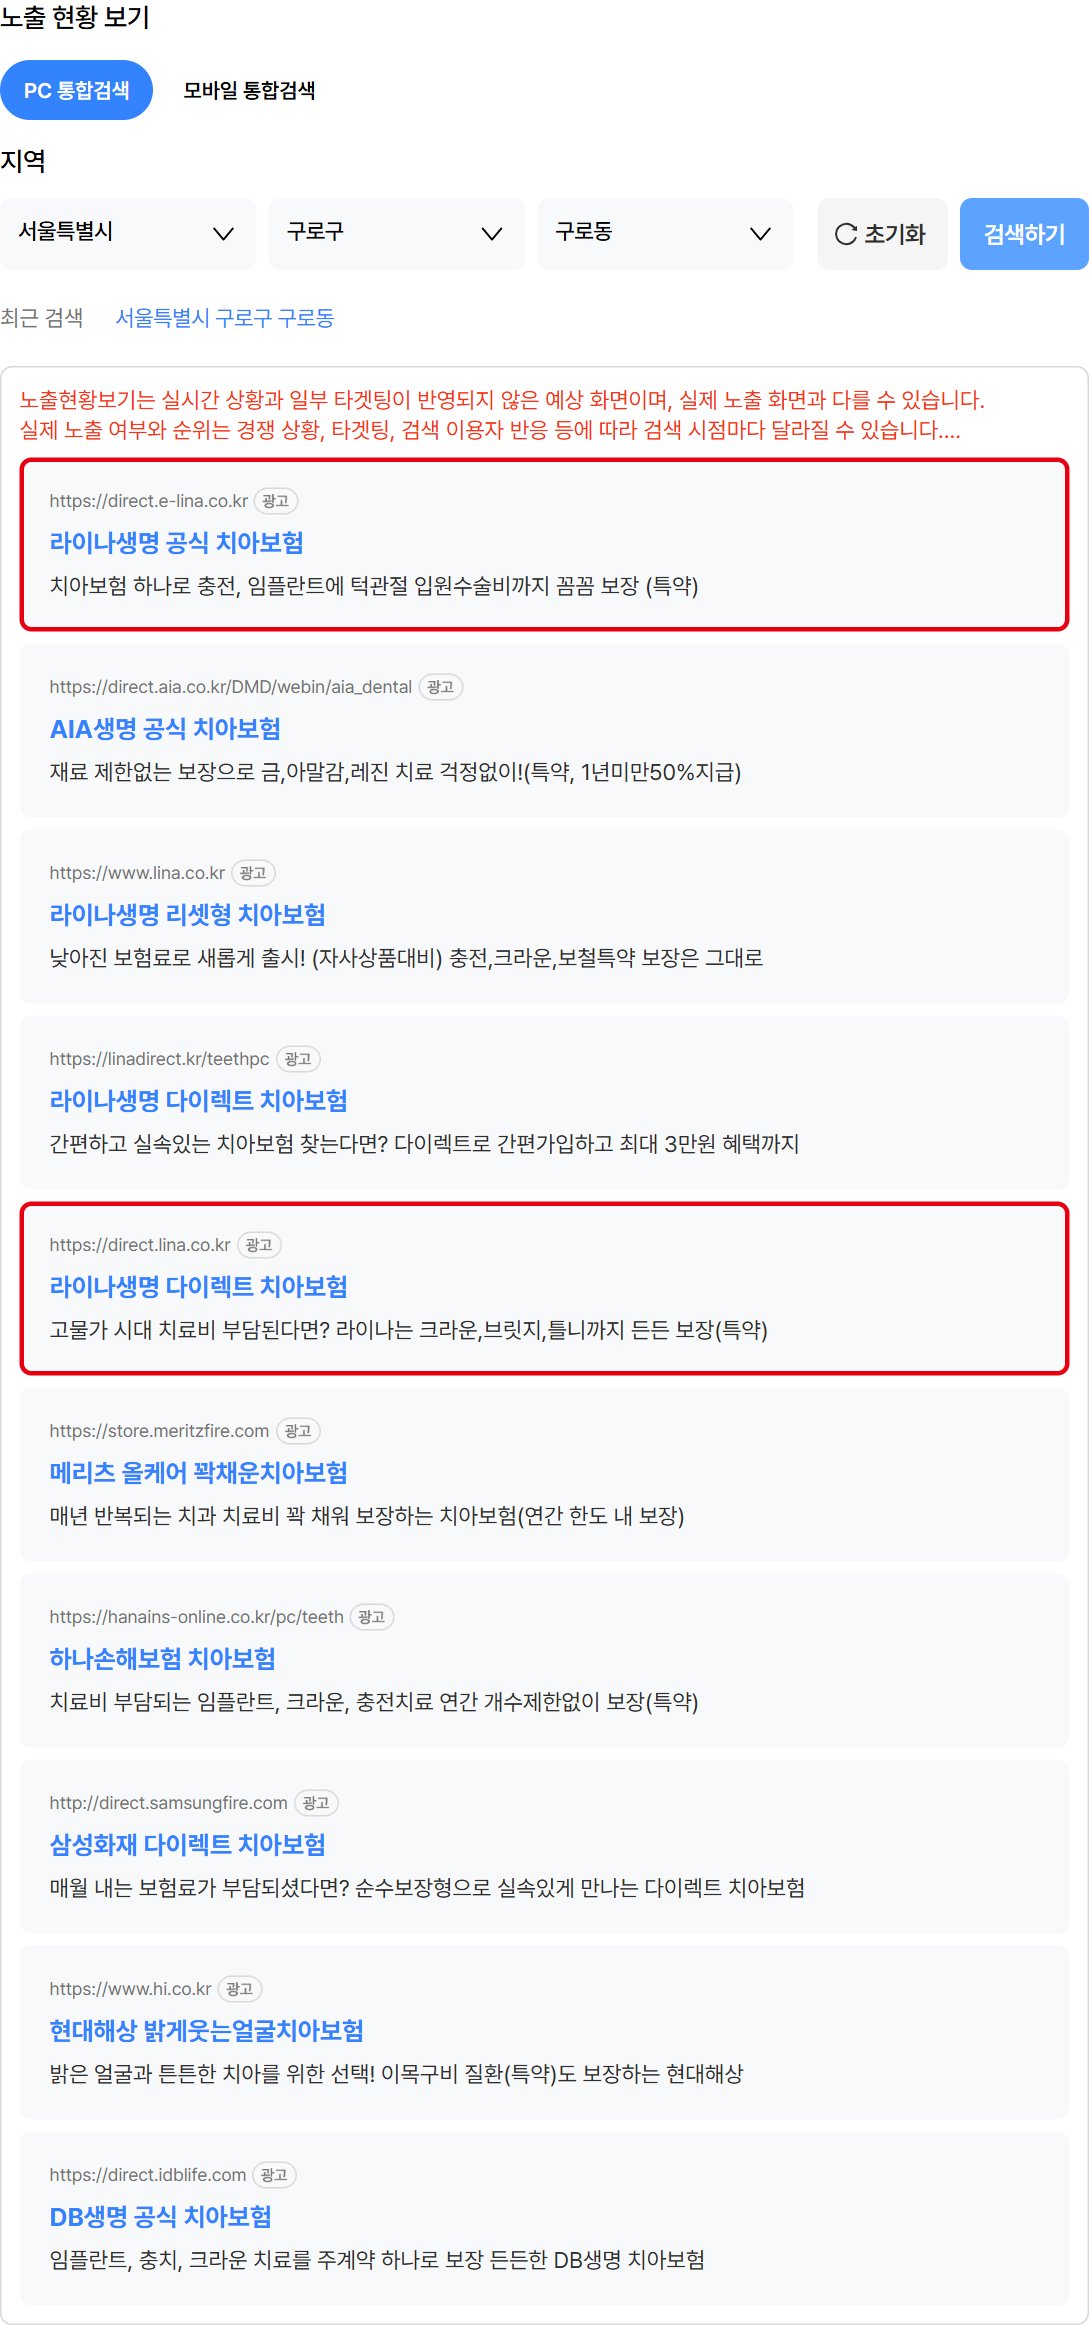 노출 현황 보기
PC 통합검색 모바일 통합검색
지역
서울특별시 구로구 구로동 초기화 검색하기
최근 검색 서울특별시 구로구 구로동
노출현황보기는 실시간 상황과 일부 타겟팅이 반영되지 않은 예상 화면이며, 실제 노출 화면과 다를 수 있습니다.
실제 노출 여부와 순위는 경쟁 상황, 타겟팅, 검색 이용자 반응 등에 따라 검색 시점마다 달라질 수 있습니다....
https://direct.e-lina.co.kr 광고
라이나생명 공식 치아보험
치아보험 하나로 충전, 임플란트에 턱관절 입원수술비까지 꼼꼼 보장 (특약)
https://direct.aia.co.kr/DMD/webin/aia_dental 광고
AIA생명 공식 치아보험
재료 제한없는 보장으로 금,아말감,레진 치료 걱정없이!(특약, 1년미만50%지급)
https://www.lina.co.kr 광고
라이나생명 리셋형 치아보험
낮아진 보험료로 새롭게 출시! (자사상품대비) 충전,크라운,보철특약 보장은 그대로
https://linadirect.kr/teethpc 광고
라이나생명 다이렉트 치아보험
간편하고 실속있는 치아보험 찾는다면? 다이렉트로 간편가입하고 최대 3만원 혜택까지
https://direct.lina.co.kr 광고
라이나생명 다이렉트 치아보험
고물가 시대 치료비 부담된다면? 라이나는 크라운,브릿지,틀니까지 든든 보장(특약)
https://store.meritzfire.com 광고
메리츠 올케어 꽉채운치아보험
매년 반복되는 치과 치료비 꽉 채워 보장하는 치아보험(연간 한도 내 보장)
https://hanains-online.co.kr/pc/teeth 광고
하나손해보험 치아보험
치료비 부담되는 임플란트, 크라운, 충전치료 연간 개수제한없이 보장(특약)
http://direct.samsungfire.com 광고
삼성화재 다이렉트 치아보험
매월 내는 보험료가 부담되셨다면? 순수보장형으로 실속있게 만나는 다이렉트 치아보험
https://www.hi.co.kr 광고
현대해상 밝게웃는얼굴치아보험
밝은 얼굴과 튼튼한 치아를 위한 선택! 이목구비 질환(특약)도 보장하는 현대해상
https://direct.idblife.com 광고
DB생명 공식 치아보험
임플란트, 충치, 크라운 치료를 주계약 하나로 보장 든든한 DB생명 치아보험